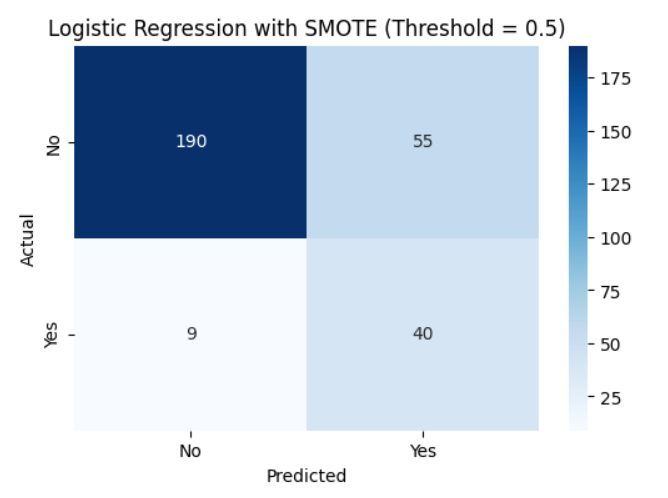 Logistic Regression with SMOTE (Threshold = 0.5)
No
190
55
Yes
9
40
Actual
No
Yes
Predicted
175
150
125
100
75
50
25